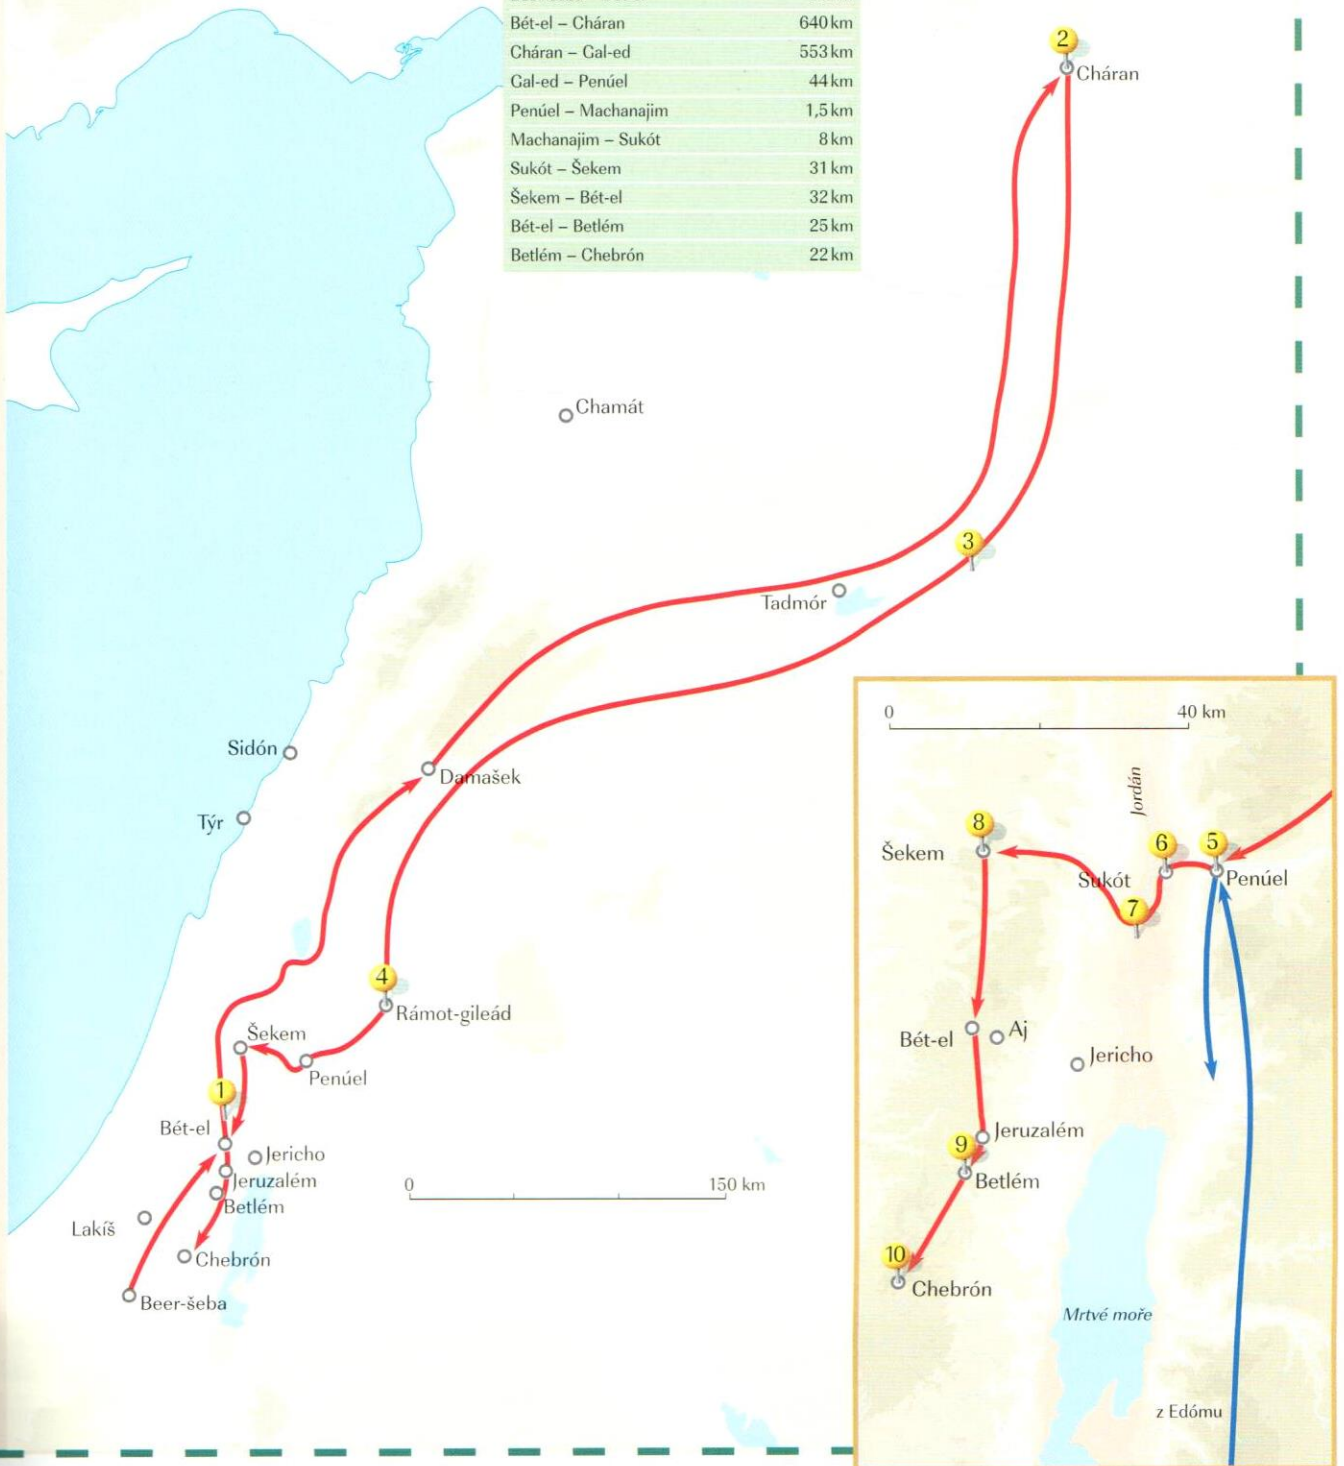 Bét-el – Cháran 640 km
Cháran – Gal-ed 553 km
Gal-ed – Penúel 44 km
Penúel – Machanajim 1,5 km
Machanajim – Sukót 8 km
Sukót – Šekem 31 km
Šekem – Bét-el 32 km
Bét-el – Betlém 25 km
Betlém – Chebrón 22 km
2
Cháran
Chamát
3
Tadmór
Sidón
Damašek
Týr
4
Rámot-gileád
Šekem
Penúel
1
Bét-el
Jericho
Jeruzalém
Betlém
0 150 km
Lakíš
Chebrón
Beer-šeba
0 40 km
Jordán
8
Šekem
6
5
Sukót
Penúel
7
Bét-el
Aj
Jericho
Jeruzalém
9
Betlém
10
Chebrón
Mrtvé moře
z Edómu